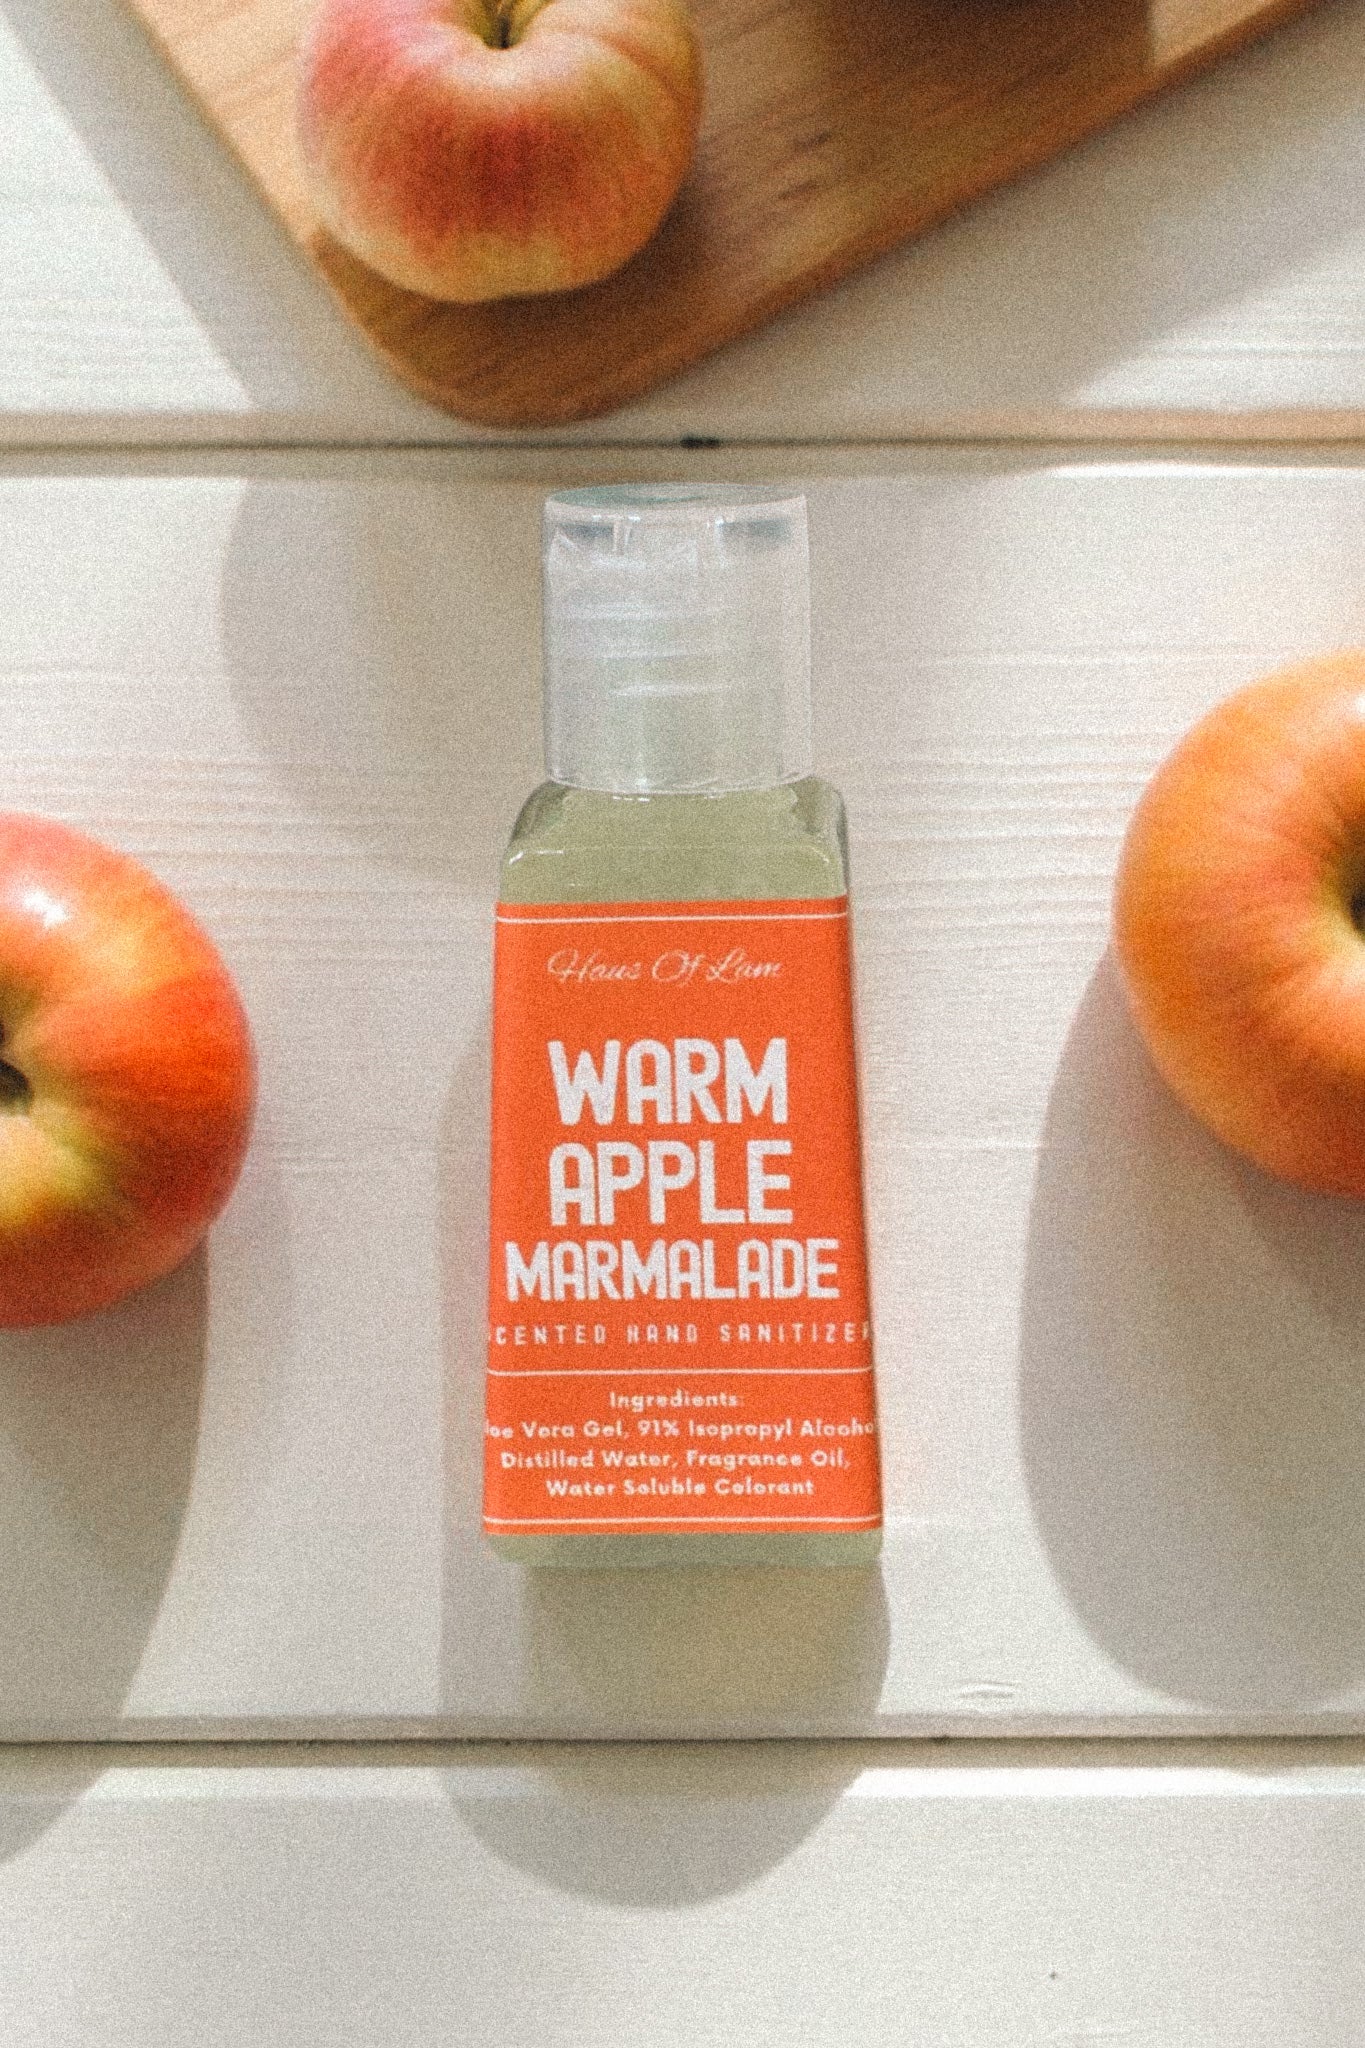 Haus Of Lam
WARM
APPLE
MARMALADE
CENTED HAND SANITIZE
Ingredients:
loe Vera Gel, 91% Isopropyl Alcoho
Distilled Water, Fragrance Oil,
Water Soluble Colorant